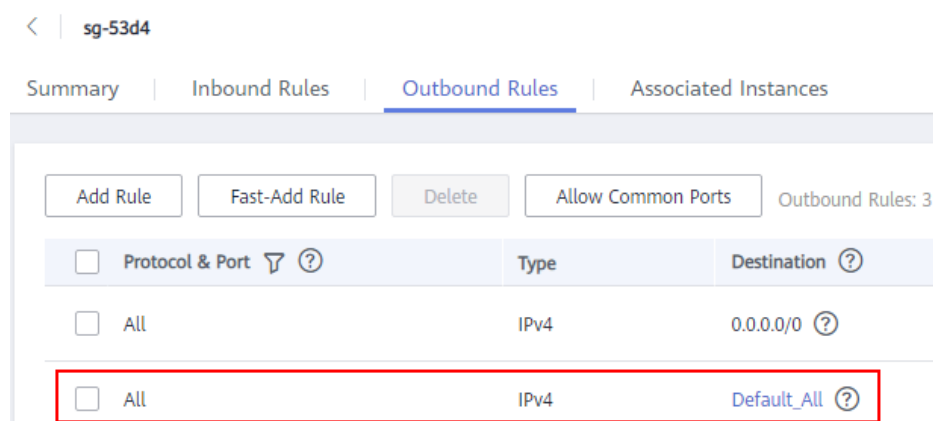 sg-53d4
Summary Inbound Rules Outbound Rules Associated Instances
Add Rule Fast-Add Rule Delete Allow Common Ports Outbound Rules: 3
Protocol & Port Type Destination
All IPv4 0.0.0.0/0
All IPv4 Default_All